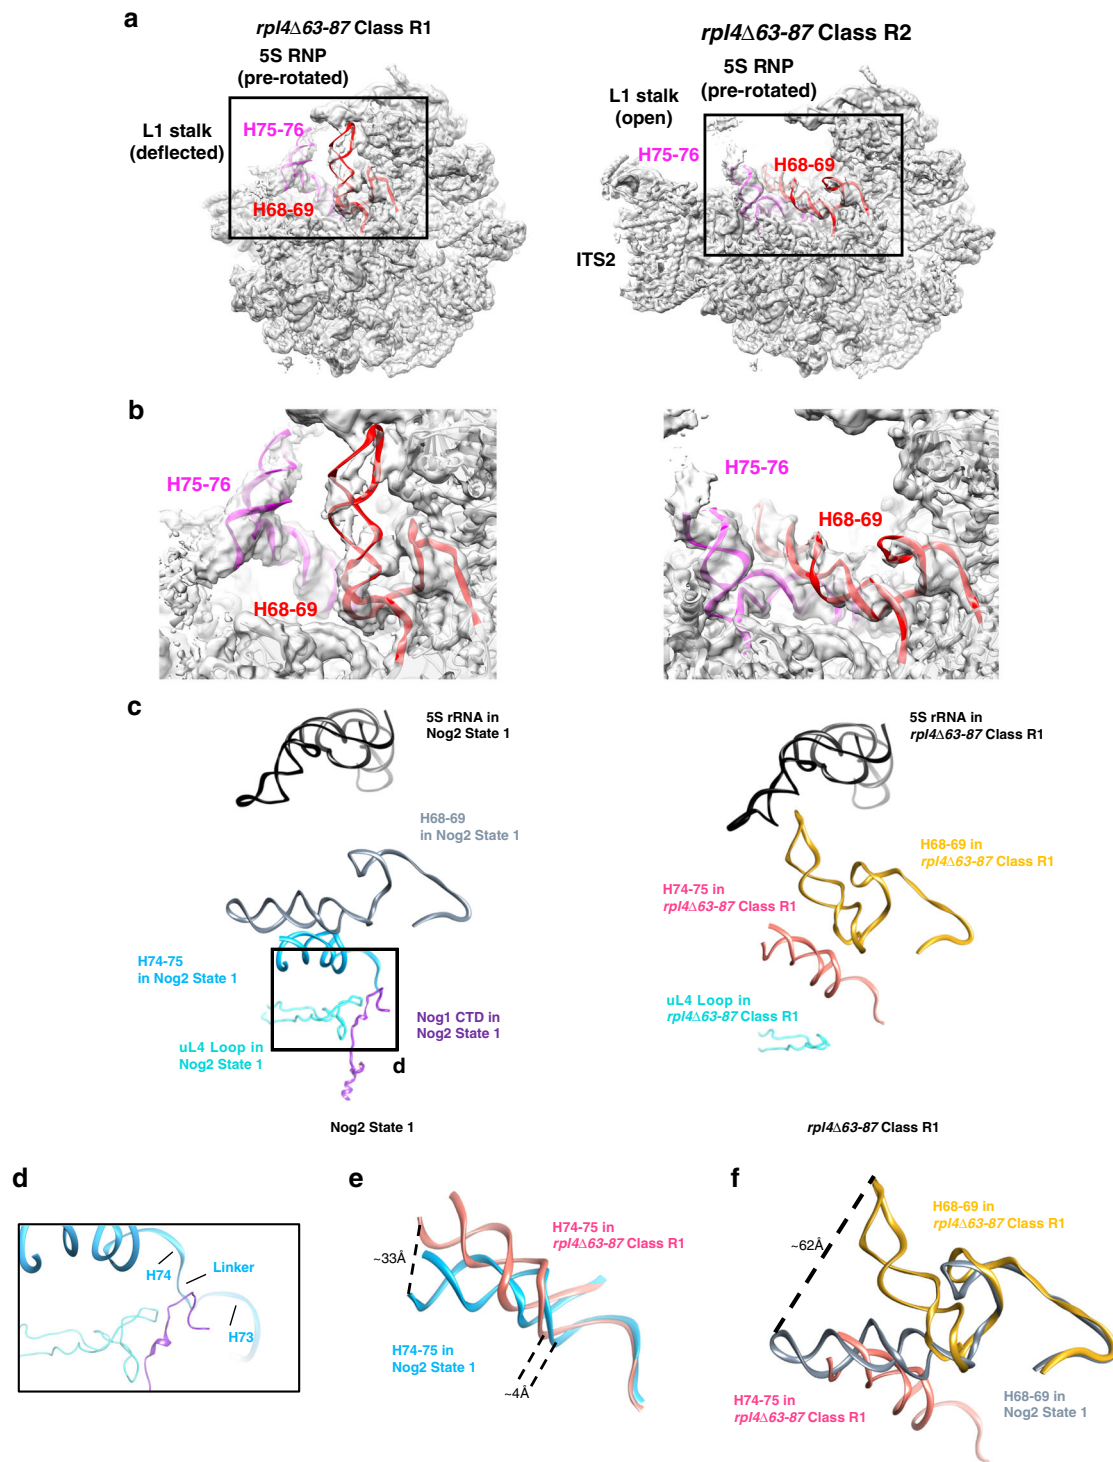 a
rpl4Δ63-87 Class R1
5S RNP
(pre-rotated)
L1 stalk
(deflected)
H75-76
H68-69
rpl4Δ63-87 Class R2
5S RNP
(pre-rotated)
L1 stalk
(open)
H75-76
H68-69
ITS2
b
H75-76
H68-69
H75-76
H68-69
c
5S rRNA in
Nog2 State 1
H68-69
in Nog2 State 1
H74-75
in Nog2 State 1
Nog1 CTD in
Nog2 State 1
uL4 Loop in
Nog2 State 1
d
Nog2 State 1
5S rRNA in
rpl4Δ63-87 Class R1
H68-69 in
rpl4Δ63-87 Class R1
H74-75 in
rpl4Δ63-87 Class R1
uL4 Loop in
rpl4Δ63-87 Class R1
rpl4Δ63-87 Class R1
d
H74
Linker
H73
e
H74-75 in
rpl4Δ63-87 Class R1
~33Å
H74-75 in
Nog2 State 1
~4Å
f
H68-69 in
rpl4Δ63-87 Class R1
~62Å
H74-75 in
rpl4Δ63-87 Class R1
H68-69 in
Nog2 State 1